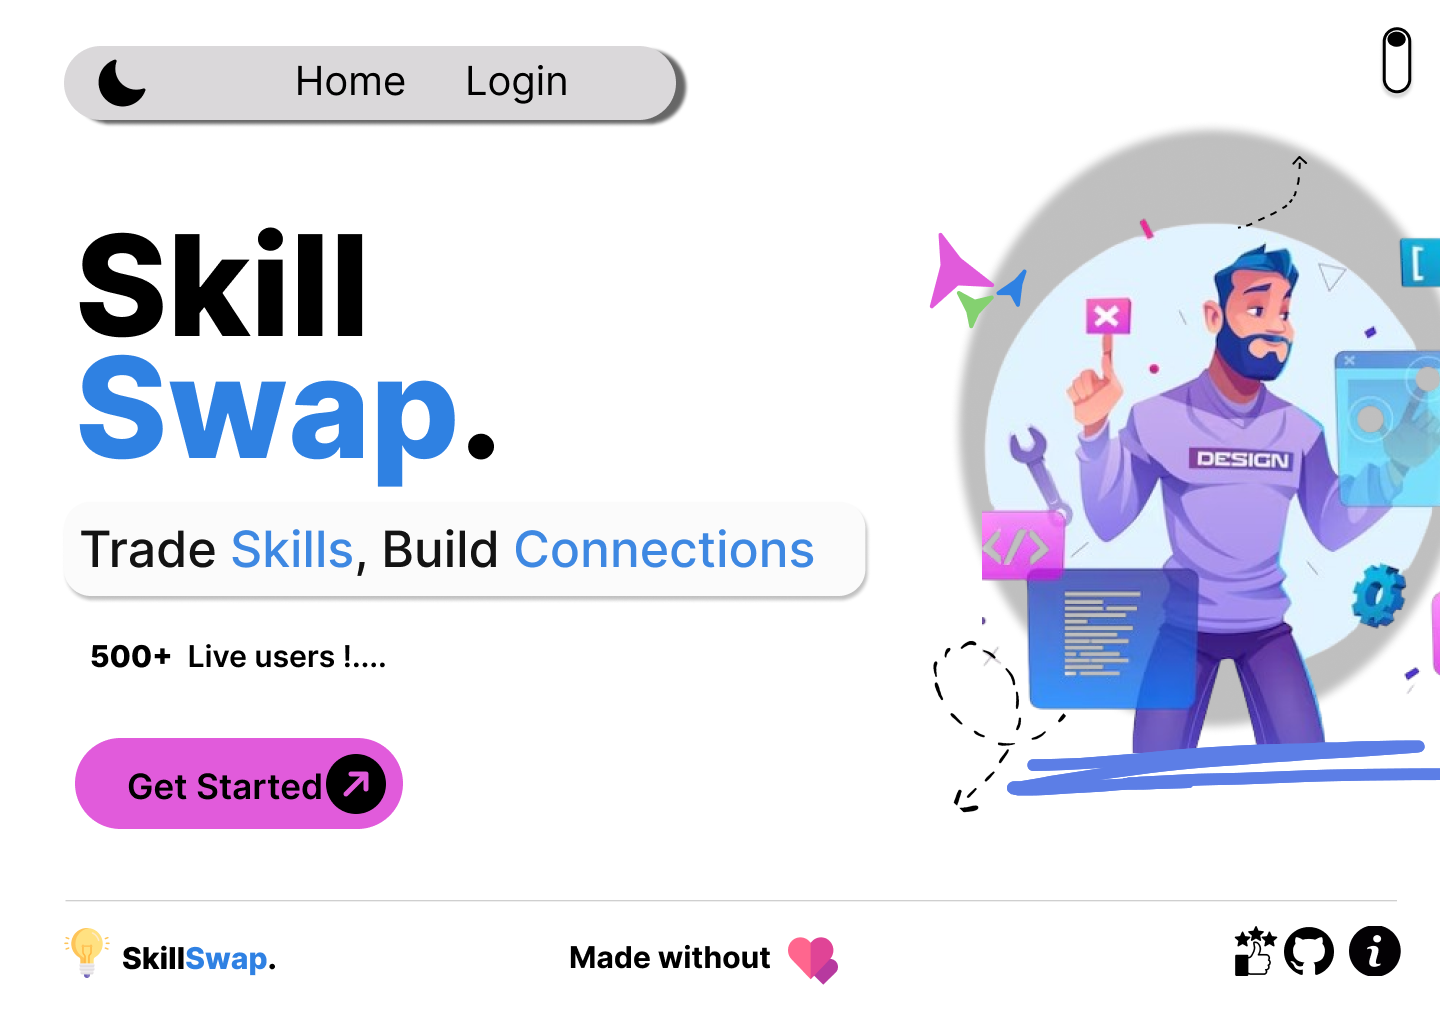 Home Login
Skill
Swap.
DESIGN
</>
Trade Skills, Build Connections
500+ Live users !....
Get Started
SkillSwap.
Made without